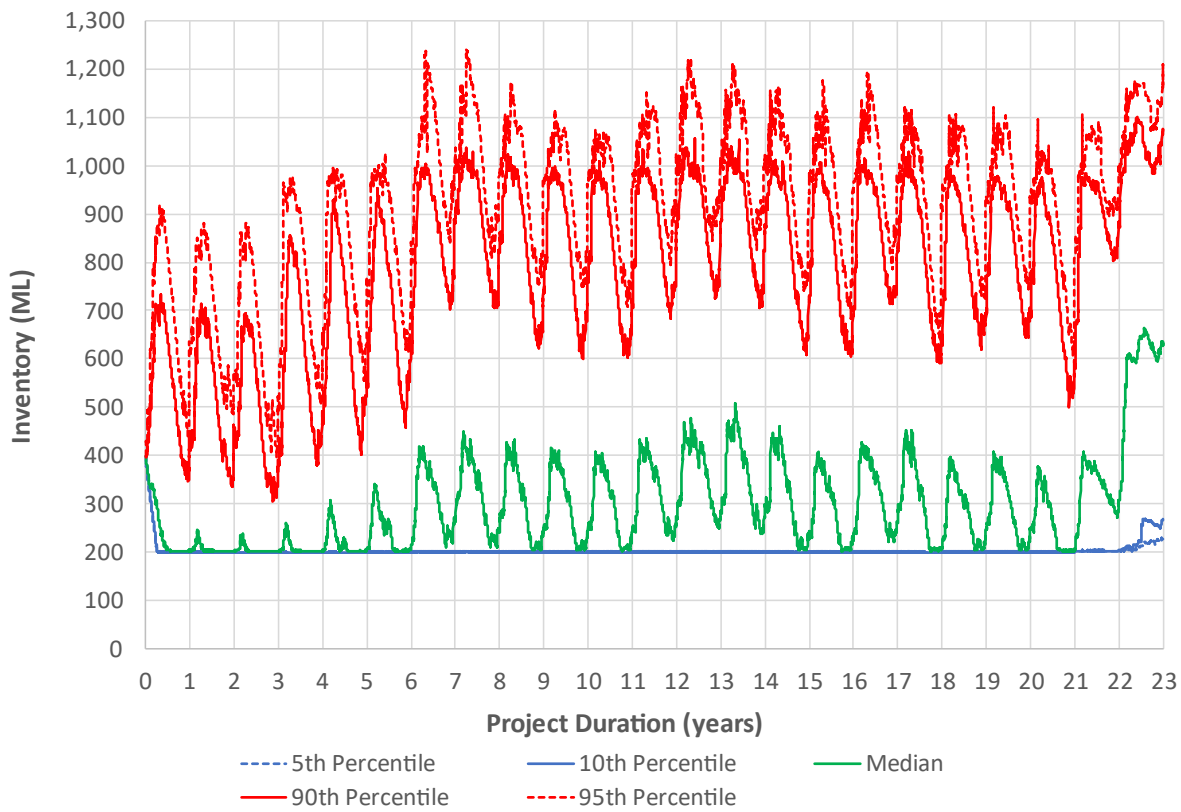 1,300
1,200
1,100
1,000
900
800
700
600
500
400
300
200
100
0
Inventory (ML)
0 1 2 3 4 5 6 7 8 9 10 11 12 13 14 15 16 17 18 19 20 21 22 23
Project Duration (years)
5th Percentile 10th Percentile Median
90th Percentile 95th Percentile